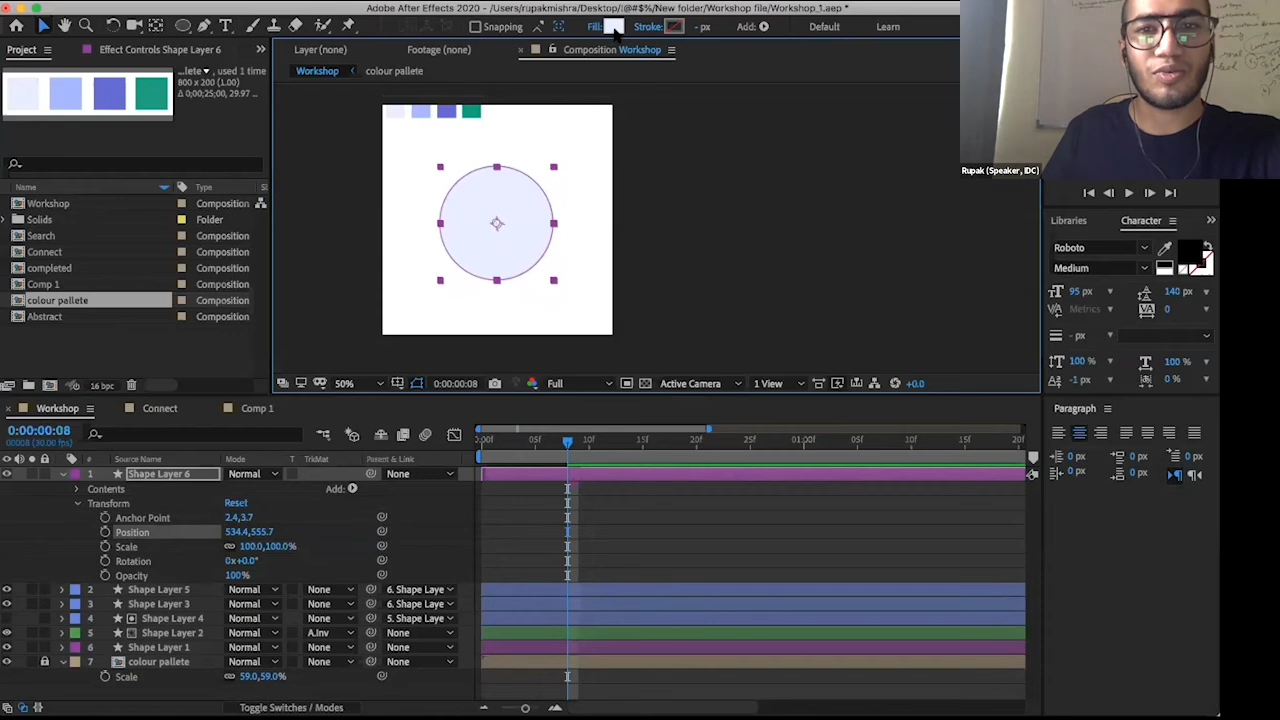 Adobe After Effects 2020 - /Users/rupakmishra/Desktop/!@#$%/New folder/Workshop file/Workshop_1.aep *
Snapping Fill: Stroke: - px Add: Default Learn
Project Effect Controls Shape Layer 6 Layer (none) Footage (none) Composition Workshop
Workshop colour pallete
, used 1 time
800 x 200 (1.00)
Δ 0;00;25;00, 29.97
Rupak (Speaker, IDC)
Name Type
Workshop Composition
Solids Folder
Search Composition
Connect Composition
completed Composition
Comp 1 Composition
colour pallete Composition
Abstract Composition
16 bpc
50% 0:00:00:08 Full Active Camera 1 View +0.0
Libraries Character
Roboto
Medium
95 px 140 px
Metrics 0
- px
100 % 100 %
-1 px 0 %
Paragraph
0 px 0 px 0 px
0 px 0 px
Workshop Connect Comp 1
0:00:00:08
00008 (30.00 fps)
:00f 05f 10f 15f 20f 25f 01:00f 05f 10f 15f 20f
# Source Name Mode T TrkMat Parent & Link
1 Shape Layer 6 Normal None
Contents Add:
Transform Reset
Anchor Point 2.4,3.7
Position 534.4,555.7
Scale 100.0,100.0%
Rotation 0x+0.0°
Opacity 100%
2 Shape Layer 5 Normal None 6. Shape Laye
3 Shape Layer 3 Normal None 6. Shape Laye
4 Shape Layer 4 Normal None 5. Shape Laye
5 Shape Layer 2 Normal A.Inv None
6 Shape Layer 1 Normal None None
7 colour pallete Normal None None
Scale 59.0,59.0%
Toggle Switches / Modes